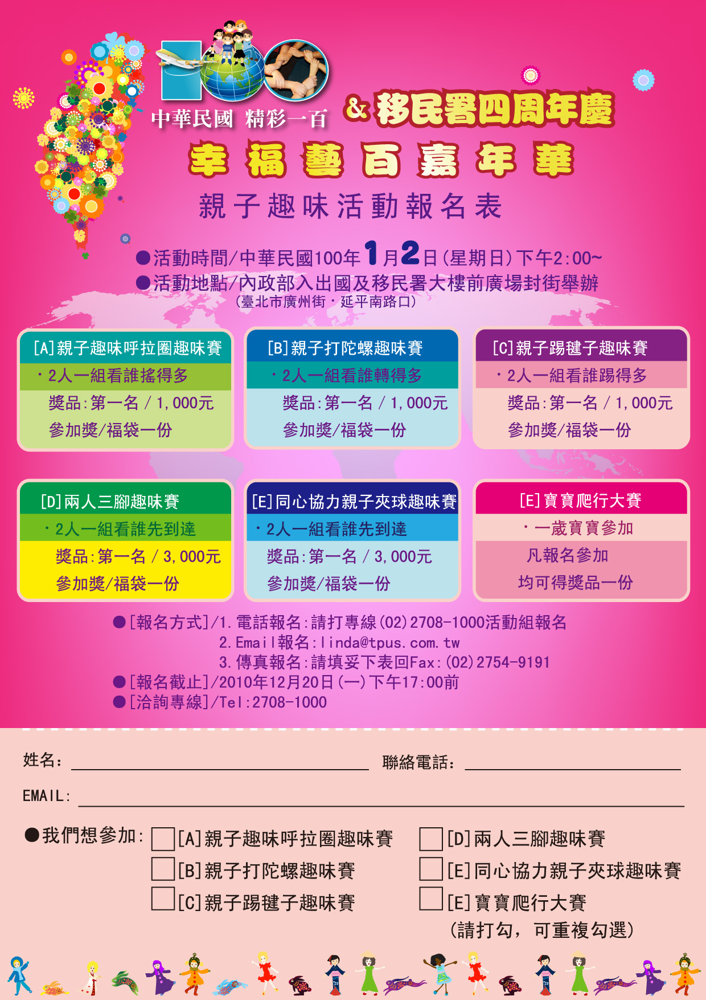 100
中華民國 精彩一百
&移民署四周年慶
幸福藝百嘉年華
親子趣味活動報名表
●活動時間/中華民國100年1月2日(星期日)下午2:00~
●活動地點/內政部入出國及移民署大樓前廣場封街舉辦
(臺北市廣州街‧延平南路口)
[A]親子趣味呼拉圈趣味賽
‧2人一組看誰搖得多
獎品:第一名/1,000元
參加獎/福袋一份
[B]親子打陀螺趣味賽
‧2人一組看誰轉得多
獎品:第一名/1,000元
參加獎/福袋一份
[C]親子踢毽子趣味賽
‧2人一組看誰踢得多
獎品:第一名/1,000元
參加獎/福袋一份
[D]兩人三腳趣味賽
‧2人一組看誰先到達
獎品:第一名/3,000元
參加獎/福袋一份
[E]同心協力親子夾球趣味賽
‧2人一組看誰先到達
獎品:第一名/3,000元
參加獎/福袋一份
[E]寶寶爬行大賽
‧一歲寶寶參加
凡報名參加
均可得獎品一份
●[報名方式]/1.電話報名:請打專線(02)2708-1000活動組報名
2.Email報名:linda@tpus.com.tw
3.傳真報名:請填妥下表回Fax:(02)2754-9191
●[報名截止]/2010年12月20日(一)下午17:00前
●[洽詢專線]/Tel:2708-1000
姓名:
聯絡電話:
EMAIL:
●我們想參加:
[A]親子趣味呼拉圈趣味賽
[B]親子打陀螺趣味賽
[C]親子踢毽子趣味賽
[D]兩人三腳趣味賽
[E]同心協力親子夾球趣味賽
[E]寶寶爬行大賽
(請打勾，可重複勾選)